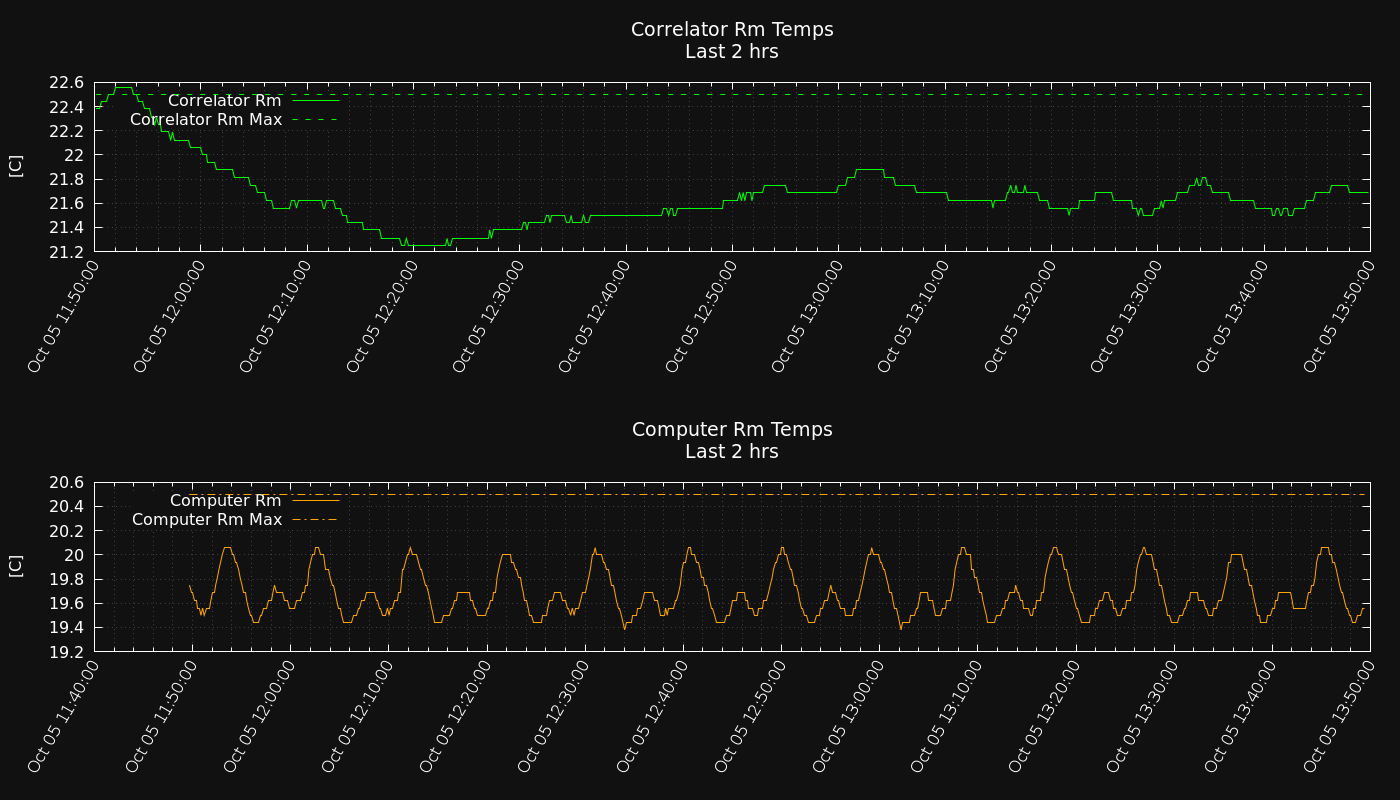 Correlator Rm Temps
Last 2 hrs
[C]
22.6
22.4
22.2
22
21.8
21.6
21.4
21.2
Correlator Rm
Correlator Rm Max
Oct 05 11:50:00
Oct 05 12:00:00
Oct 05 12:10:00
Oct 05 12:20:00
Oct 05 12:30:00
Oct 05 12:40:00
Oct 05 12:50:00
Oct 05 13:00:00
Oct 05 13:10:00
Oct 05 13:20:00
Oct 05 13:30:00
Oct 05 13:40:00
Oct 05 13:50:00
Computer Rm Temps
Last 2 hrs
[C]
20.6
20.4
20.2
20
19.8
19.6
19.4
19.2
Computer Rm
Computer Rm Max
Oct 05 11:40:00
Oct 05 11:50:00
Oct 05 12:00:00
Oct 05 12:10:00
Oct 05 12:20:00
Oct 05 12:30:00
Oct 05 12:40:00
Oct 05 12:50:00
Oct 05 13:00:00
Oct 05 13:10:00
Oct 05 13:20:00
Oct 05 13:30:00
Oct 05 13:40:00
Oct 05 13:50:00